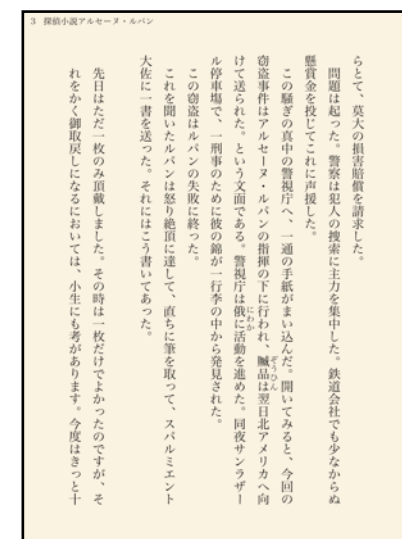 3 探偵小説アルセーヌ・ルパン
らとて、莫大の損害賠償を請求した。
問題は起った。警察は犯人の捜索に主力を集中した。鉄道会社でも少なからぬ
懸賞金を投じてこれに声援した。
この騒ぎの真中の警視庁へ、一通の手紙がまい込んだ。開いてみると、今回の
窃盗事件はアルセーヌ・ルパンの指揮の下に行われ、贓品は翌日北アメリカへ向
けて送られた。という文面である。警視庁は俄に活動を進めた。同夜サンラザー
ル停車場で、一刑事のために彼の錦が一行李の中から発見された。
この窃盗はルパンの失敗に終った。
これを聞いたルパンは怒り絶頂に達して、直ちに筆を取って、スパルミエント
大佐に一書を送った。それにはこう書いてあった。
先日はただ一枚のみ頂戴しました。その時は一枚だけでよかったのですが、そ
れをかく御取戻しになるにおいては、小生にも考があります。今度はきっと十